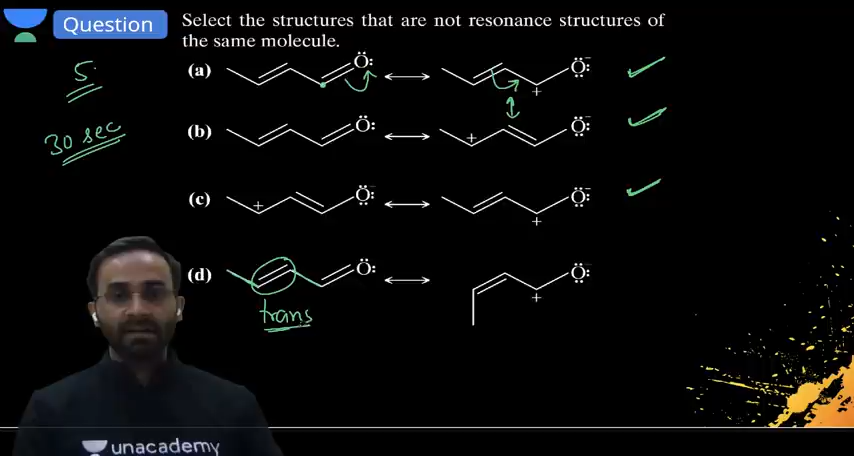 Question
Select the structures that are not resonance structures of
the same molecule.
5
30 sec
(a) Ö: Ö:⁻
+
(b) Ö: + Ö:⁻
(c) + Ö: Ö:⁻
+
(d) Ö: Ö:⁻
+
trans
unacademy